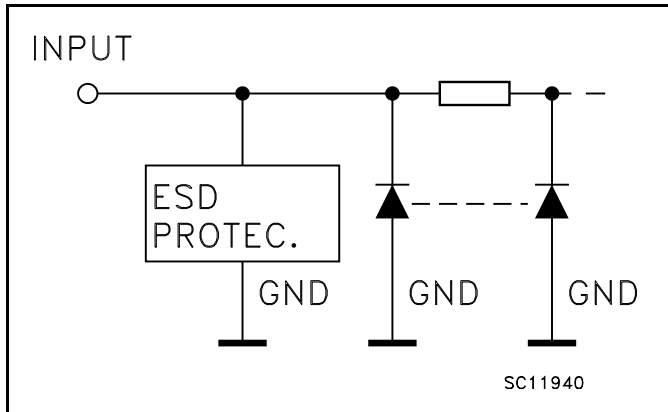 INPUT
ESD
PROTEC.
GND
GND
GND
SC11940